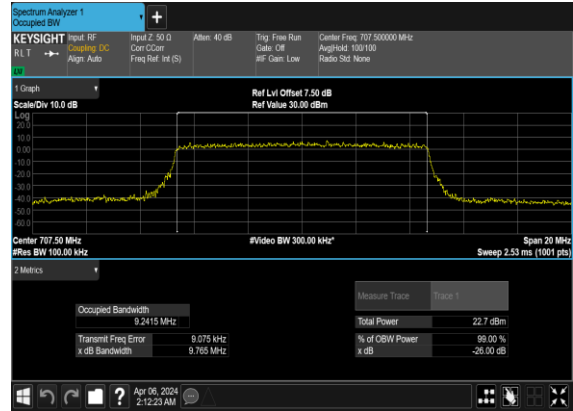 Spectrum Analyzer 1
Occupied BW
+
KEYSIGHT Input: RF Input Z: 50 Ω Atten: 40 dB Trig: Free Run Center Freq: 707.500000 MHz
RLT Coupling: DC Corr CCorr Gate: Off Avg|Hold: 100/100
Align: Auto Freq Ref: Int (S) #IF Gain: Low Radio Std: None
LM
1 Graph Ref Lvl Offset 7.50 dB
Scale/Div 10.0 dB Ref Value 30.00 dBm
Log
20.0
10.0
0.00
-10.0
-20.0
-30.0
-40.0
-50.0
-60.0
Center 707.50 MHz #Video BW 300.00 kHz* Span 20 MHz
#Res BW 100.00 kHz Sweep 2.53 ms (1001 pts)
2 Metrics
Measure Trace Trace 1
Occupied Bandwidth
9.2415 MHz Total Power 22.7 dBm
Transmit Freq Error 9.075 kHz % of OBW Power 99.00 %
x dB Bandwidth 9.765 MHz x dB -26.00 dB
? Apr 06, 2024
2:12:23 AM